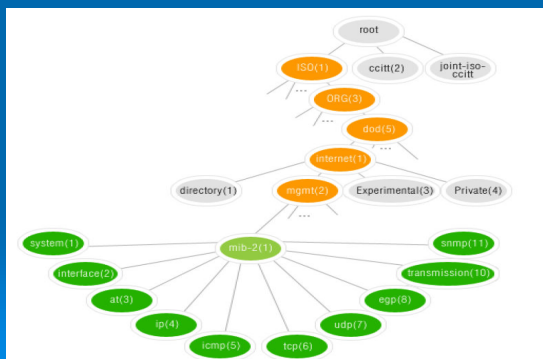 root
ISO(1)
ccitt(2)
joint-iso-
ccitt
...
ORG(3)
...
dod(5)
...
internet(1)
directory(1)
mgmt(2)
Experimental(3)
Private(4)
...
system(1)
mib-2(1)
snmp(11)
interface(2)
transmission(10)
at(3)
egp(8)
ip(4)
udp(7)
icmp(5)
tcp(6)